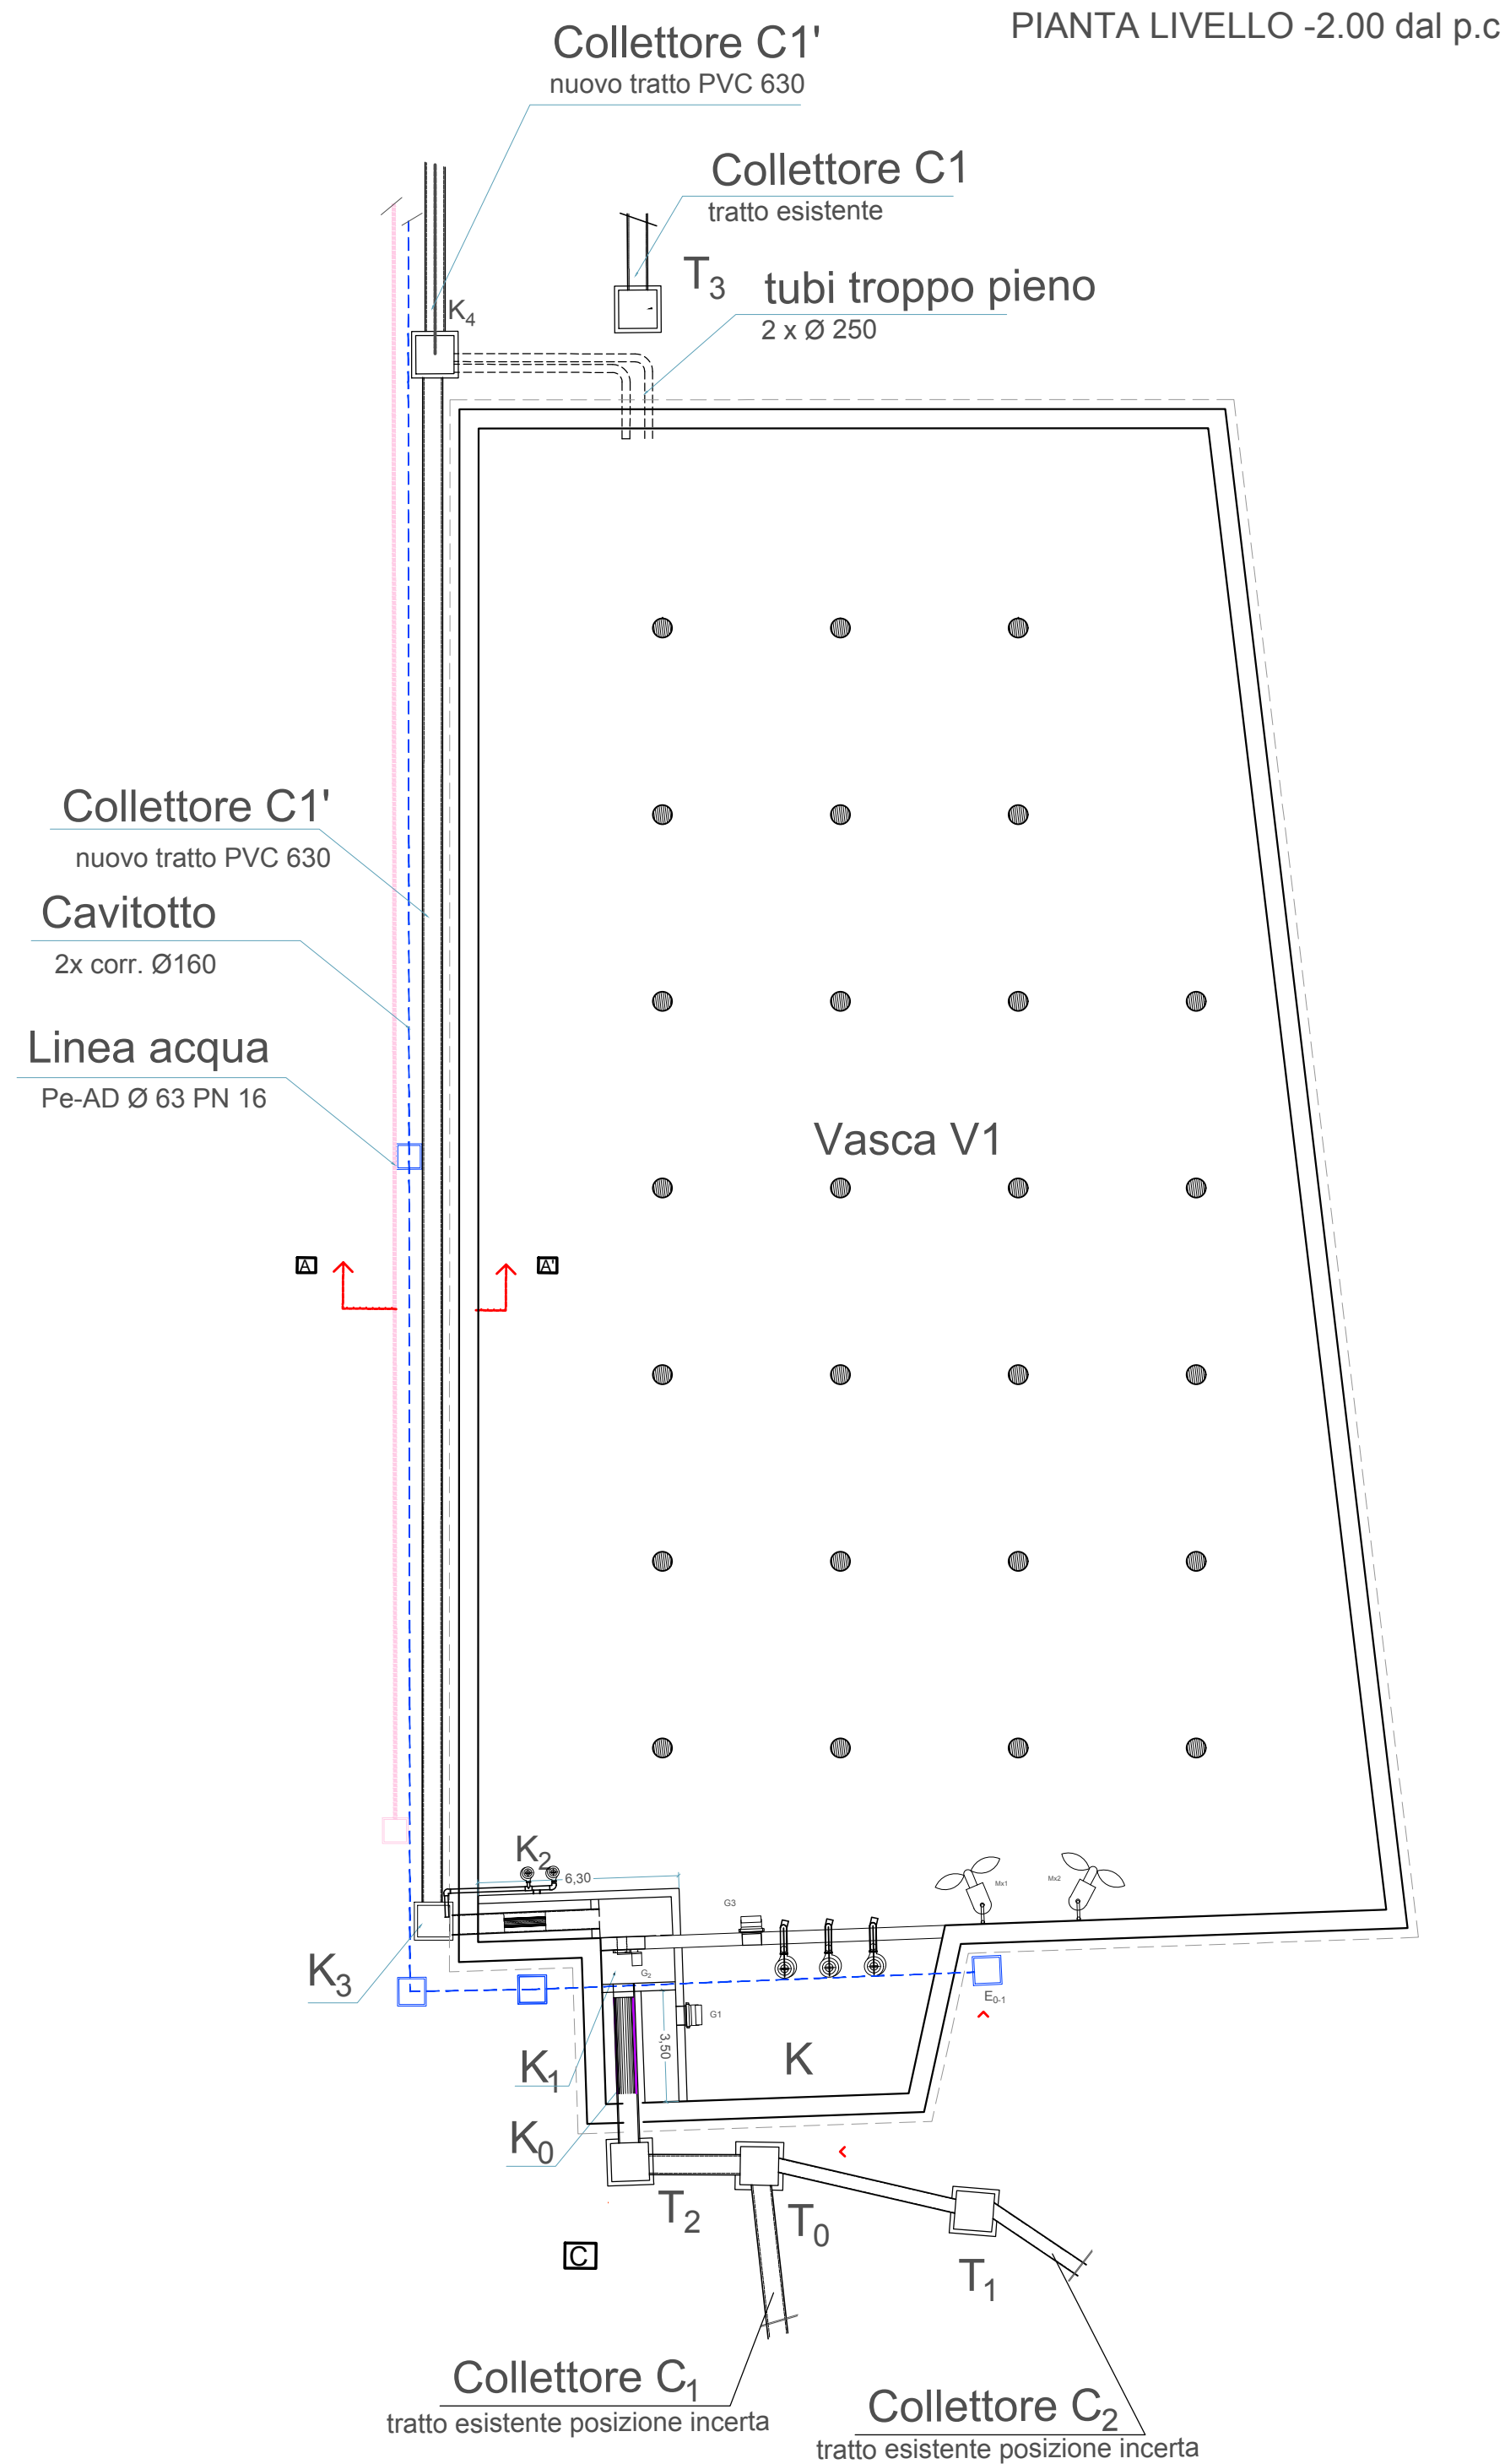 PIANTA LIVELLO -2.00 dal p.c
Collettore C1'
nuovo tratto PVC 630
Collettore C1
tratto esistente
T3
tubi troppo pieno
2 x Ø 250
K4
Collettore C1'
nuovo tratto PVC 630
Cavitotto
2x corr. Ø160
Linea acqua
Pe-AD Ø 63 PN 16
Vasca V1
A
A'
K2
6,30
Mx1
Mx2
G3
K3
G2
E0-1
G1
3,50
K1
K
K0
T2
T0
C
T1
Collettore C1
tratto esistente posizione incerta
Collettore C2
tratto esistente posizione incerta